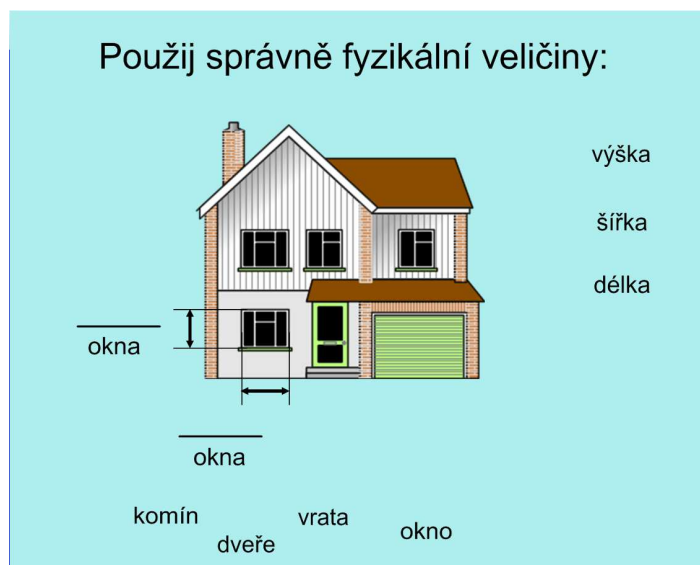 Použij správně fyzikální veličiny:
výška
šířka
délka
okna
okna
komín
vrata
okno
dveře